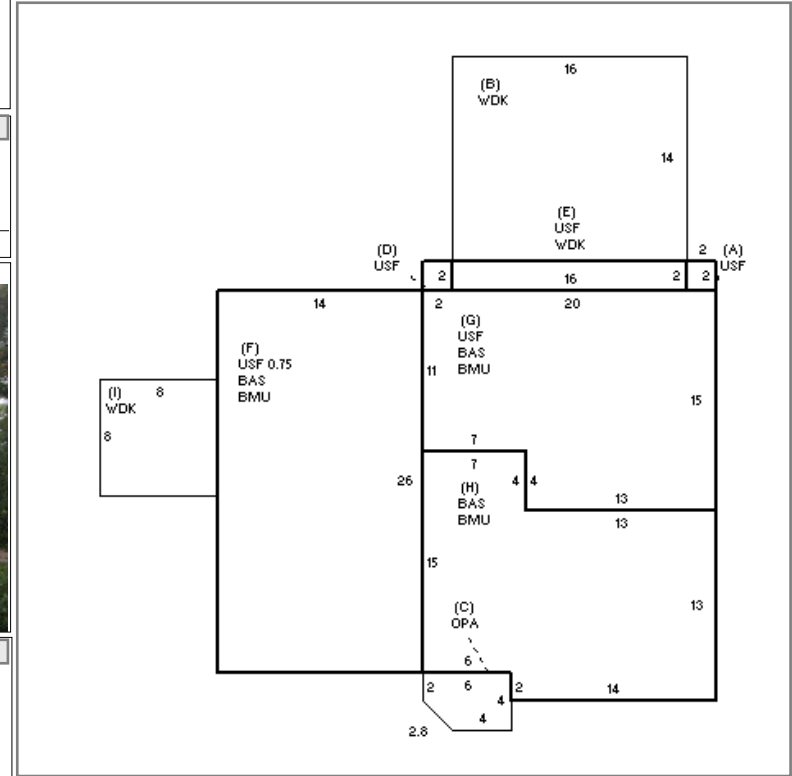 16
(B)
WDK
14
(E)
USF
WDK
(D)
USF
2
(A)
USF
2
16
2
2
14
2
20
(G)
USF
BAS
BMU
(F)
USF 0.75
BAS
BMU
11
(I)
WDK
8
8
15
7
7
26
4
4
(H)
BAS
BMU
13
13
15
13
(C)
OPA
6
2
6
2
14
4
4
2.8